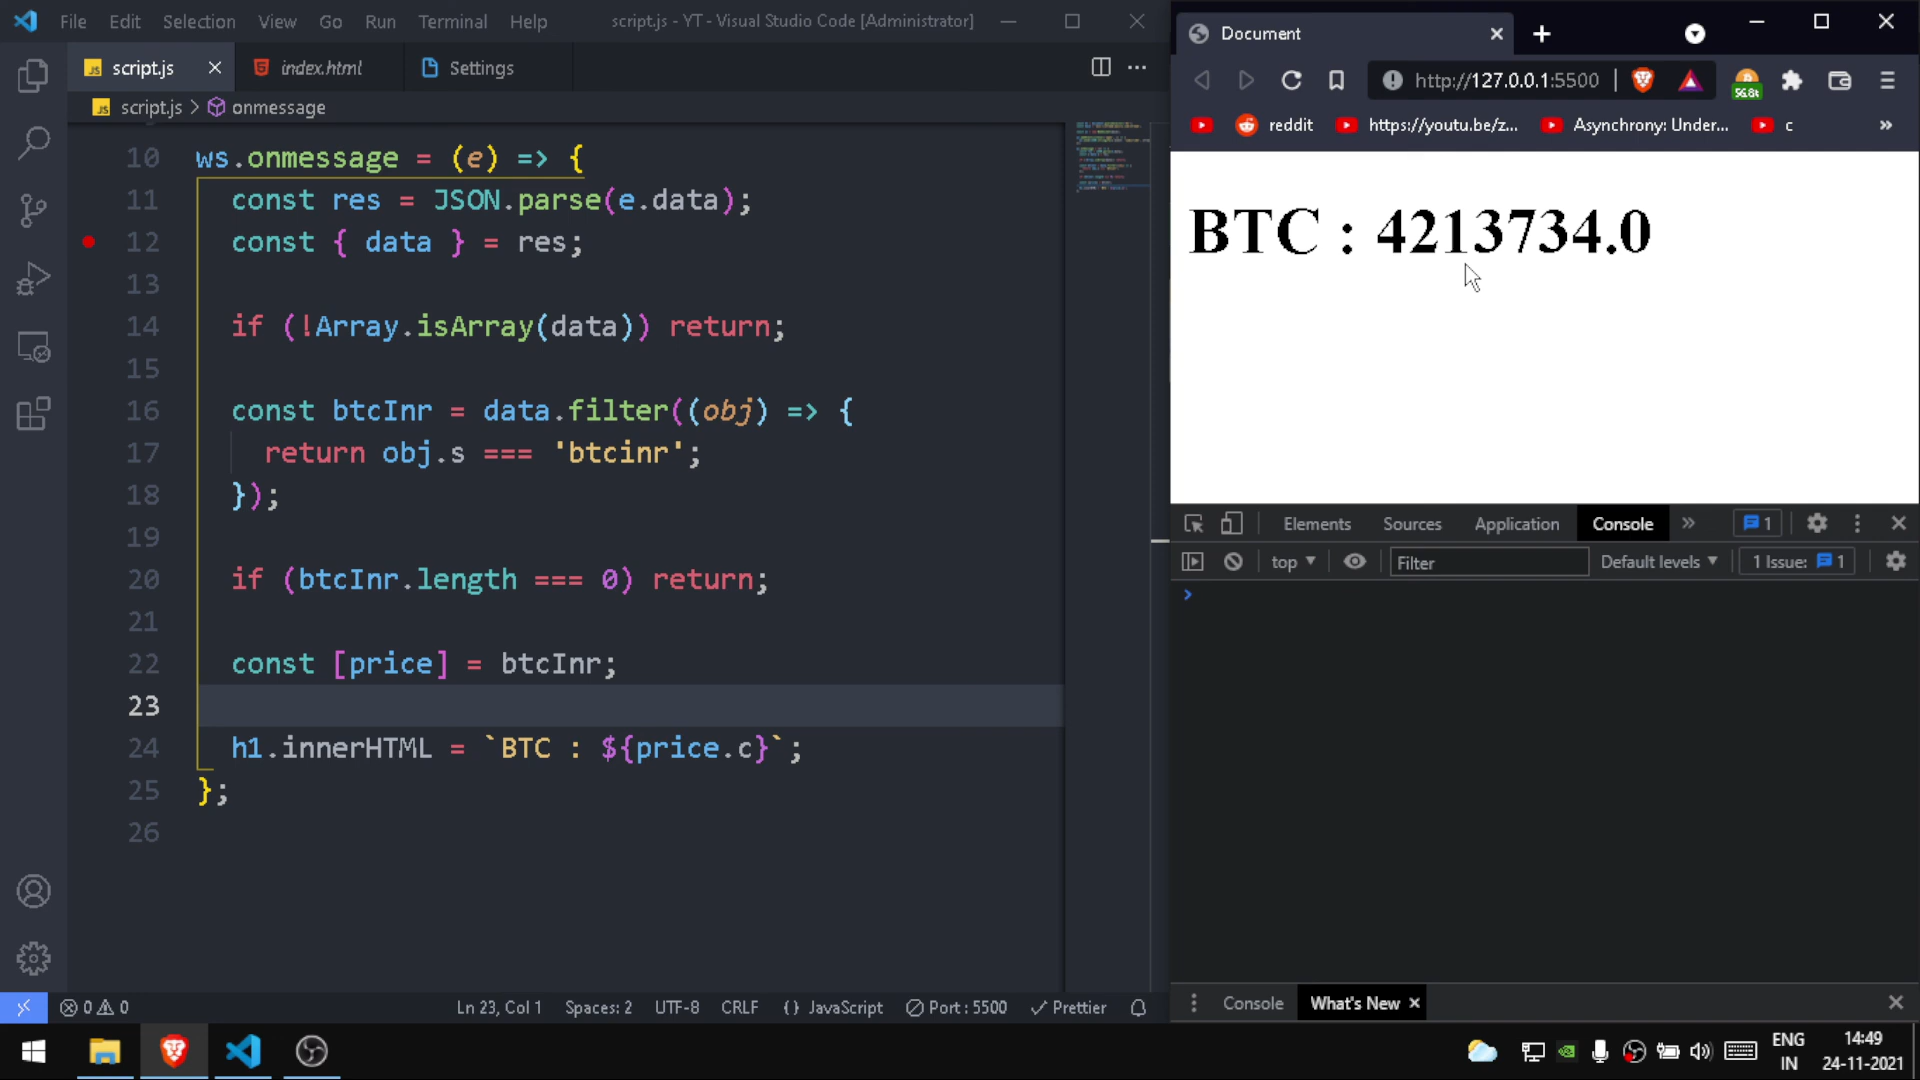 File Edit Selection View Go Run Terminal Help script.js - YT - Visual Studio Code [Administrator]
script.js index.html Settings
script.js > onmessage
10 ws.onmessage = (e) => {
11 const res = JSON.parse(e.data);
12 const { data } = res;
13
14 if (!Array.isArray(data)) return;
15
16 const btcInr = data.filter((obj) => {
17 return obj.s === 'btcinr';
18 });
19
20 if (btcInr.length === 0) return;
21
22 const [price] = btcInr;
23
24 h1.innerHTML = `BTC : ${price.c}`;
25 };
26
0 0 Ln 23, Col 1 Spaces: 2 UTF-8 CRLF {} JavaScript Port : 5500 Prettier
Document
http://127.0.0.1:5500 56.8k
reddit https://youtu.be/z... Asynchrony: Under... c »
BTC : 4213734.0
Elements Sources Application Console » 1
top Filter Default levels 1 Issue: 1
Console What's New
ENG
IN
14:49
24-11-2021